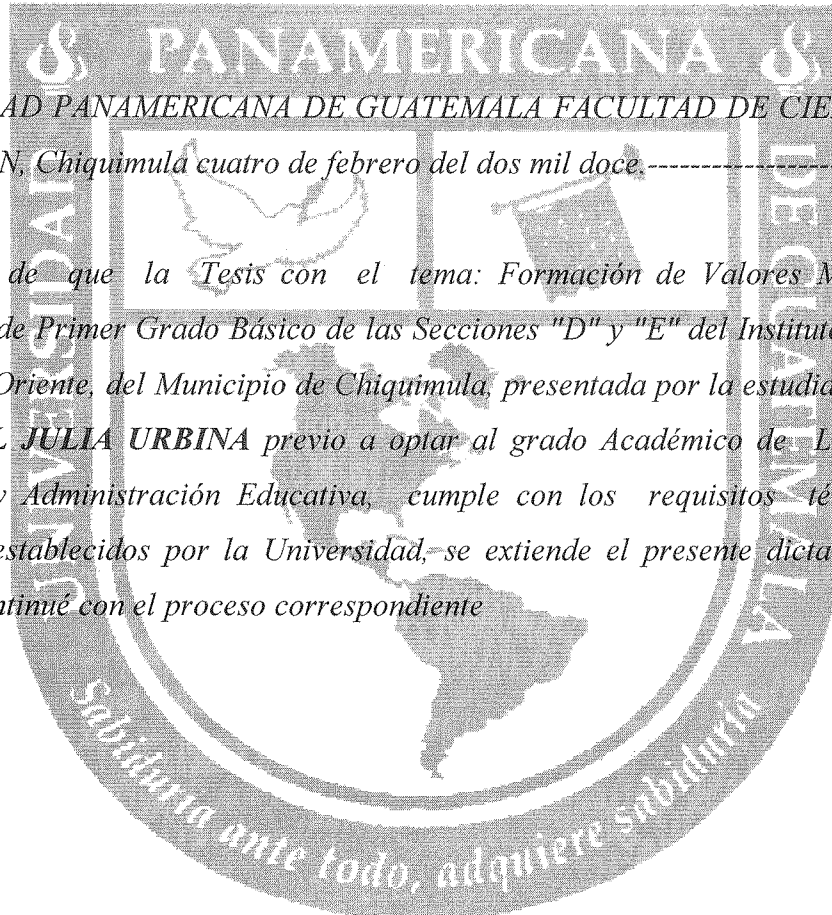 PANAMERICANA
UNIVERSIDAD
DE GUATEMALA
AD PANAMERICANA DE GUATEMALA FACULTAD DE CIE
N, Chiquimula cuatro de febrero del dos mil doce.----------------
de que la Tesis con el tema: Formación de Valores M
de Primer Grado Básico de las Secciones "D" y "E" del Instituto
Oriente, del Municipio de Chiquimula, presentada por la estudia
L JULIA URBINA previo a optar al grado Académico de L
y Administración Educativa, cumple con los requisitos té
establecidos por la Universidad, se extiende el presente dicta
ntinué con el proceso correspondiente
Sabiduría ante todo, adquiere sabiduría